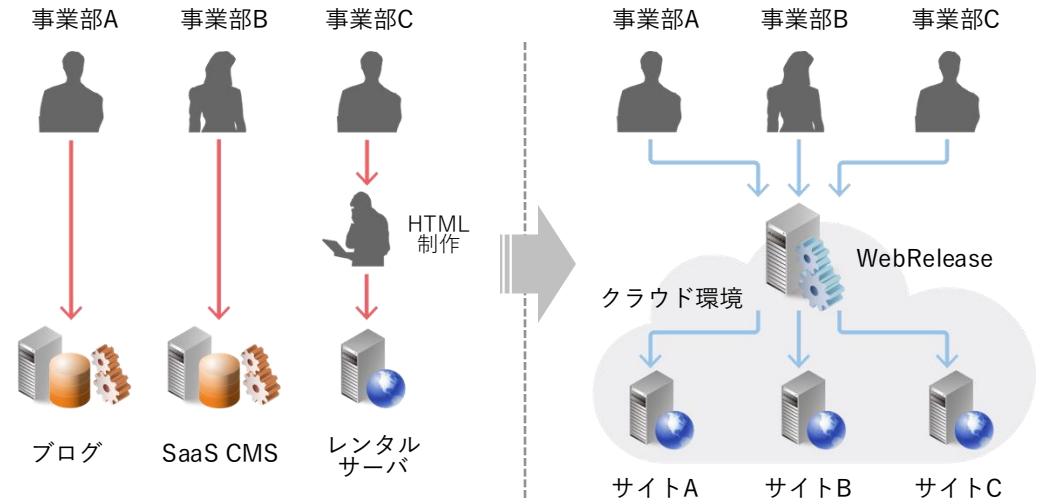 事業部A
事業部B
事業部C
HTML
制作
ブログ
SaaS CMS
レンタル
サーバ
事業部A
事業部B
事業部C
WebRelease
クラウド環境
サイトA
サイトB
サイトC